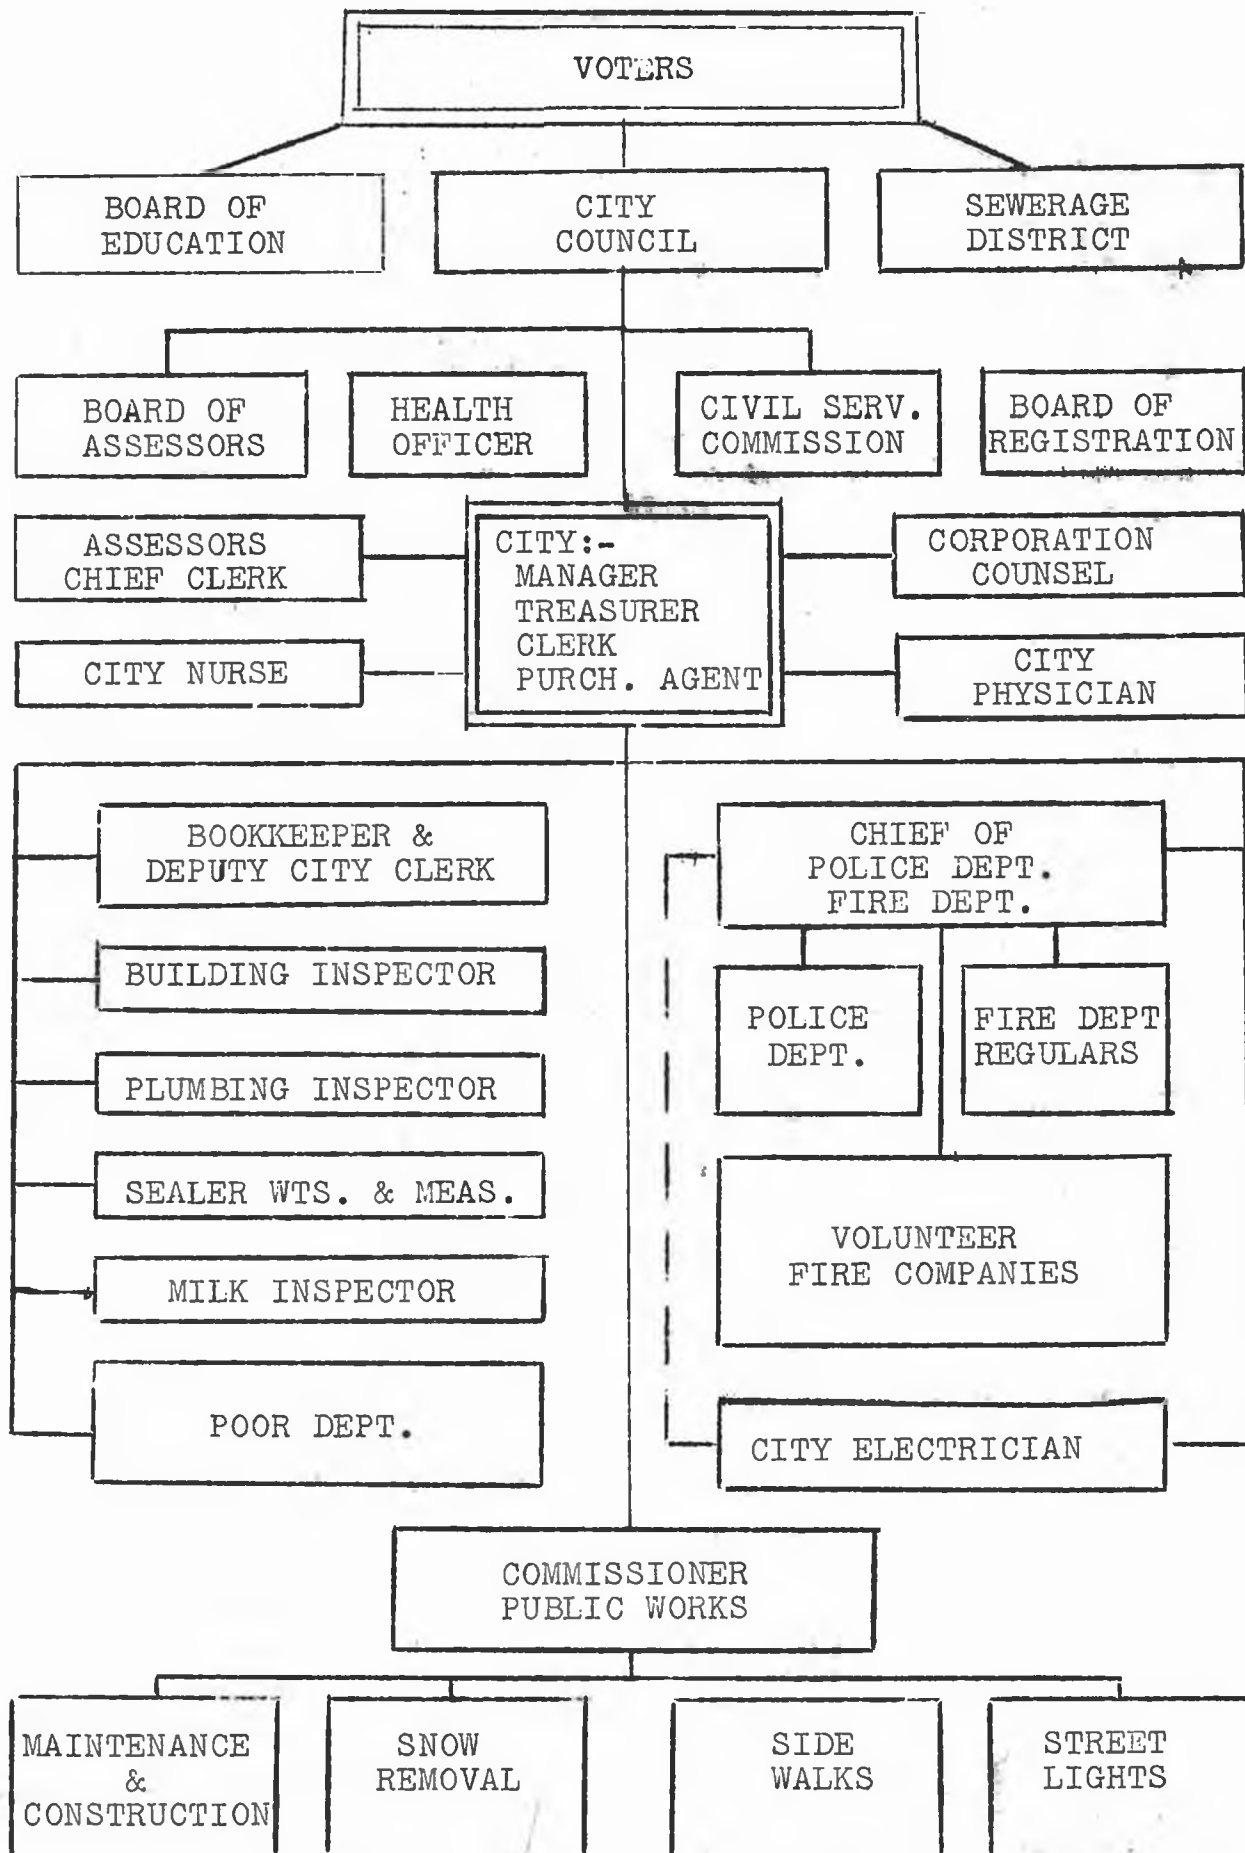 VOTERS
BOARD OF
EDUCATION
CITY
COUNCIL
SEWERAGE
DISTRICT
BOARD OF
ASSESSORS
HEALTH
OFFICER
CIVIL SERV.
COMMISSION
BOARD OF
REGISTRATION
ASSESSORS
CHIEF CLERK
CITY:-
MANAGER
TREASURER
CLERK
PURCH. AGENT
CORPORATION
COUNSEL
CITY NURSE
CITY
PHYSICIAN
BOOKKEEPER &
DEPUTY CITY CLERK
BUILDING INSPECTOR
PLUMBING INSPECTOR
SEALER WTS. & MEAS.
MILK INSPECTOR
POOR DEPT.
CHIEF OF
POLICE DEPT.
FIRE DEPT.
POLICE
DEPT.
FIRE DEPT
REGULARS
VOLUNTEER
FIRE COMPANIES
CITY ELECTRICIAN
COMMISSIONER
PUBLIC WORKS
MAINTENANCE
&
CONSTRUCTION
SNOW
REMOVAL
SIDE
WALKS
STREET
LIGHTS